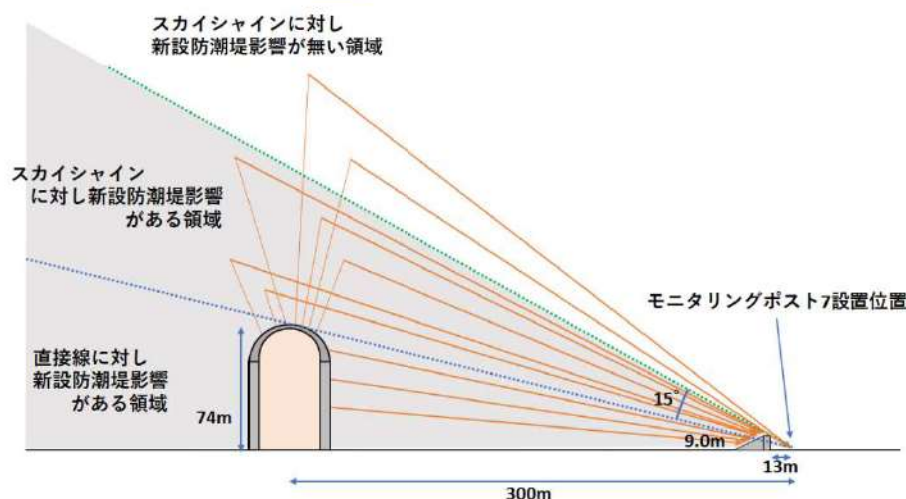 スカイシャインに対し
新設防潮堤影響が無い領域
スカイシャイン
に対し新設防潮堤影響
がある領域
モニタリングポスト7設置位置
直接線に対し
新設防潮堤影響
がある領域
15°
74m
9.0m
13m
300m